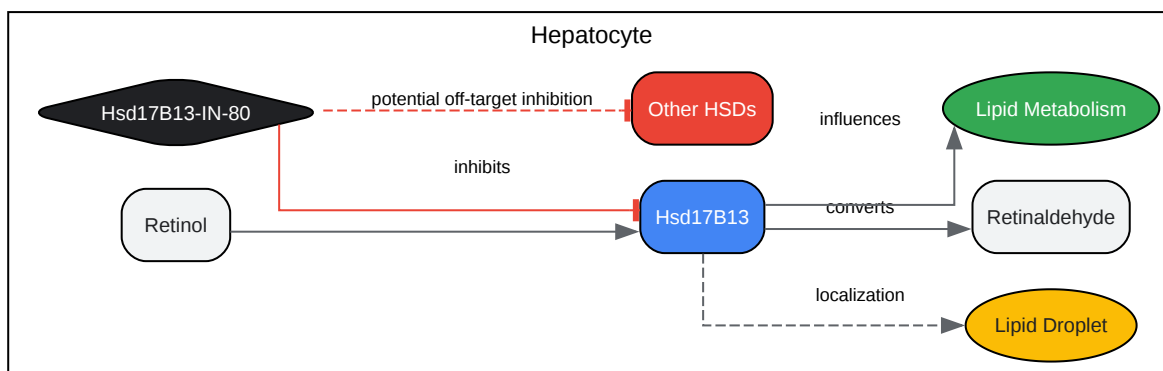 Hepatocyte
Hsd17B13-IN-80
potential off-target inhibition
Other HSDs
influences
Lipid Metabolism
inhibits
Retinol
Hsd17B13
converts
Retinaldehyde
localization
Lipid Droplet